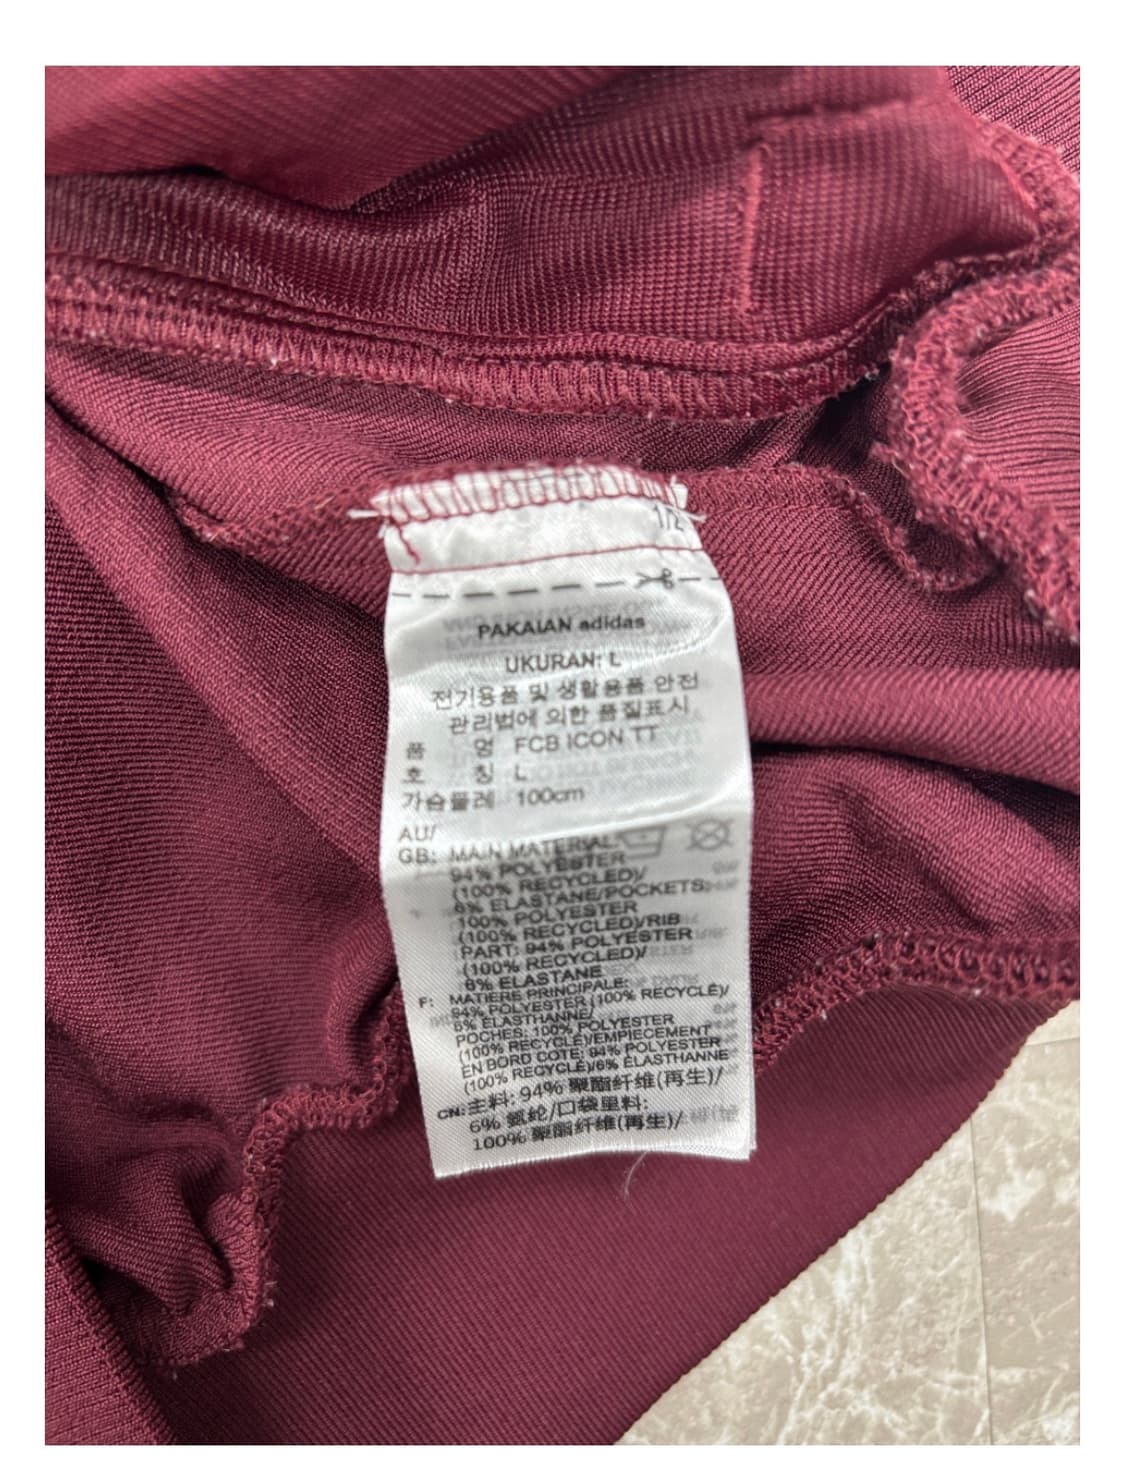 1/2
PAKAIAN adidas
UKURAN: L
전기용품 및 생활용품 안전
관리법에 의한 품질표시
품 명 FCB ICON TT
호 칭 L
가슴둘레 100cm
AU/
GB: MAIN MATERIAL:
94% POLYESTER
(100% RECYCLED)/
6% ELASTANE/POCKETS:
100% POLYESTER
(100% RECYCLED)/RIB
PART: 94% POLYESTER
(100% RECYCLED)/
6% ELASTANE
F: MATIERE PRINCIPALE:
94% POLYESTER (100% RECYCLÉ)/
6% ELASTHANNE/
POCHES: 100% POLYESTER
(100% RECYCLÉ)/EMPIECEMENT
EN BORD COTE: 94% POLYESTER
(100% RECYCLÉ)/6% ELASTHANNE
CN: 主料: 94% 聚酯纤维(再生)/
6% 氨纶/口袋里料:
100% 聚酯纤维(再生)/